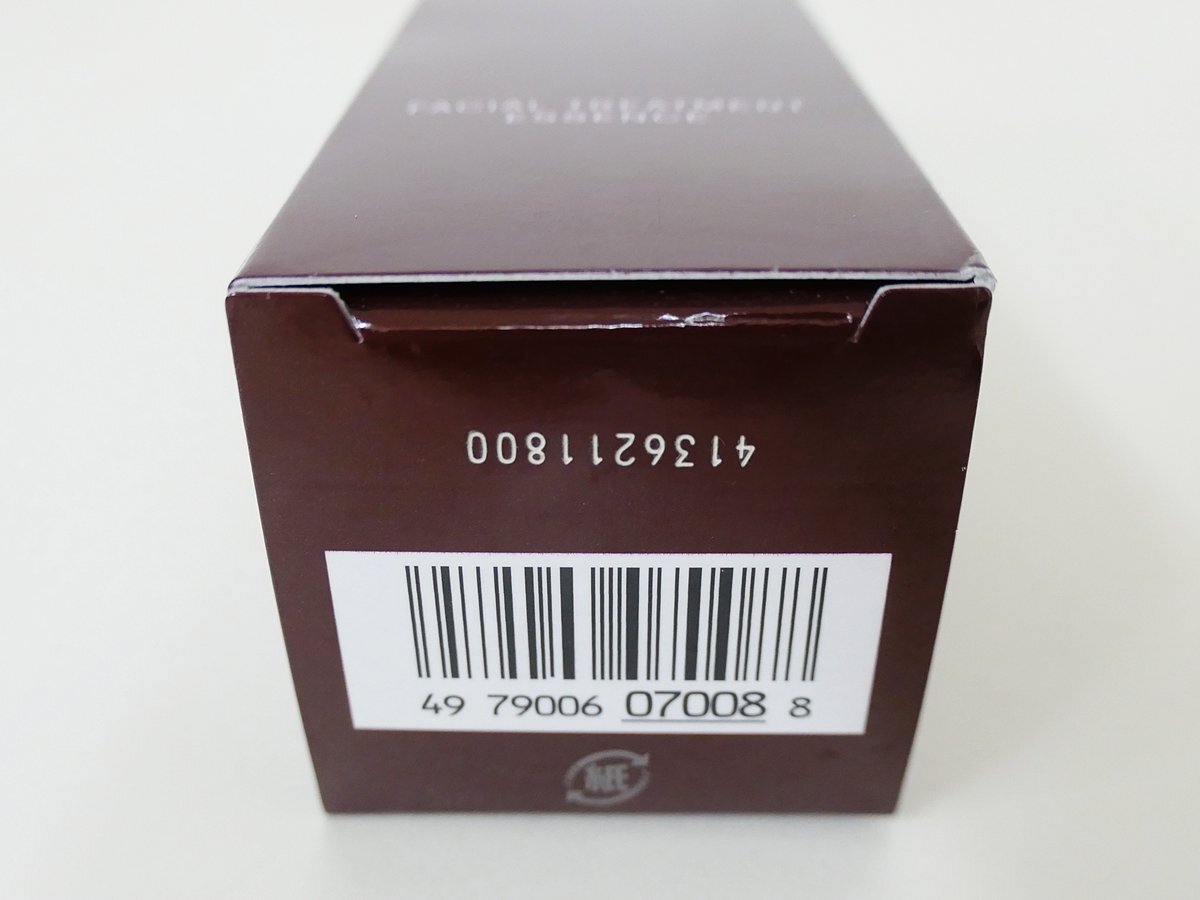 FACIAL TREATMENT
ESSENCE
4136211800
49 79006 07008 8